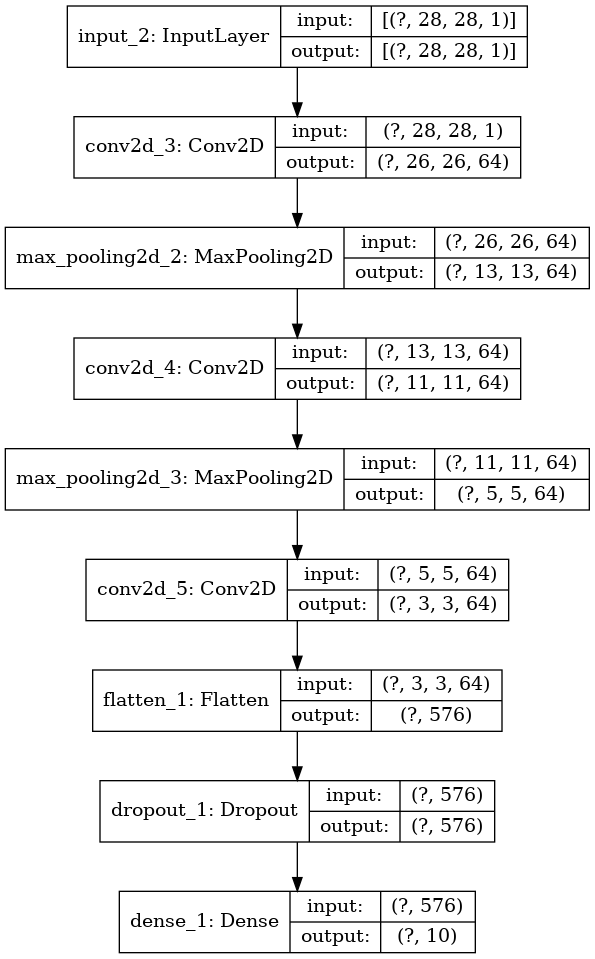 input_2: InputLayer
input:
[(?, 28, 28, 1)]
output:
[(?, 28, 28, 1)]
conv2d_3: Conv2D
input:
(?, 28, 28, 1)
output:
(?, 26, 26, 64)
max_pooling2d_2: MaxPooling2D
input:
(?, 26, 26, 64)
output:
(?, 13, 13, 64)
conv2d_4: Conv2D
input:
(?, 13, 13, 64)
output:
(?, 11, 11, 64)
max_pooling2d_3: MaxPooling2D
input:
(?, 11, 11, 64)
output:
(?, 5, 5, 64)
conv2d_5: Conv2D
input:
(?, 5, 5, 64)
output:
(?, 3, 3, 64)
flatten_1: Flatten
input:
(?, 3, 3, 64)
output:
(?, 576)
dropout_1: Dropout
input:
(?, 576)
output:
(?, 576)
dense_1: Dense
input:
(?, 576)
output:
(?, 10)